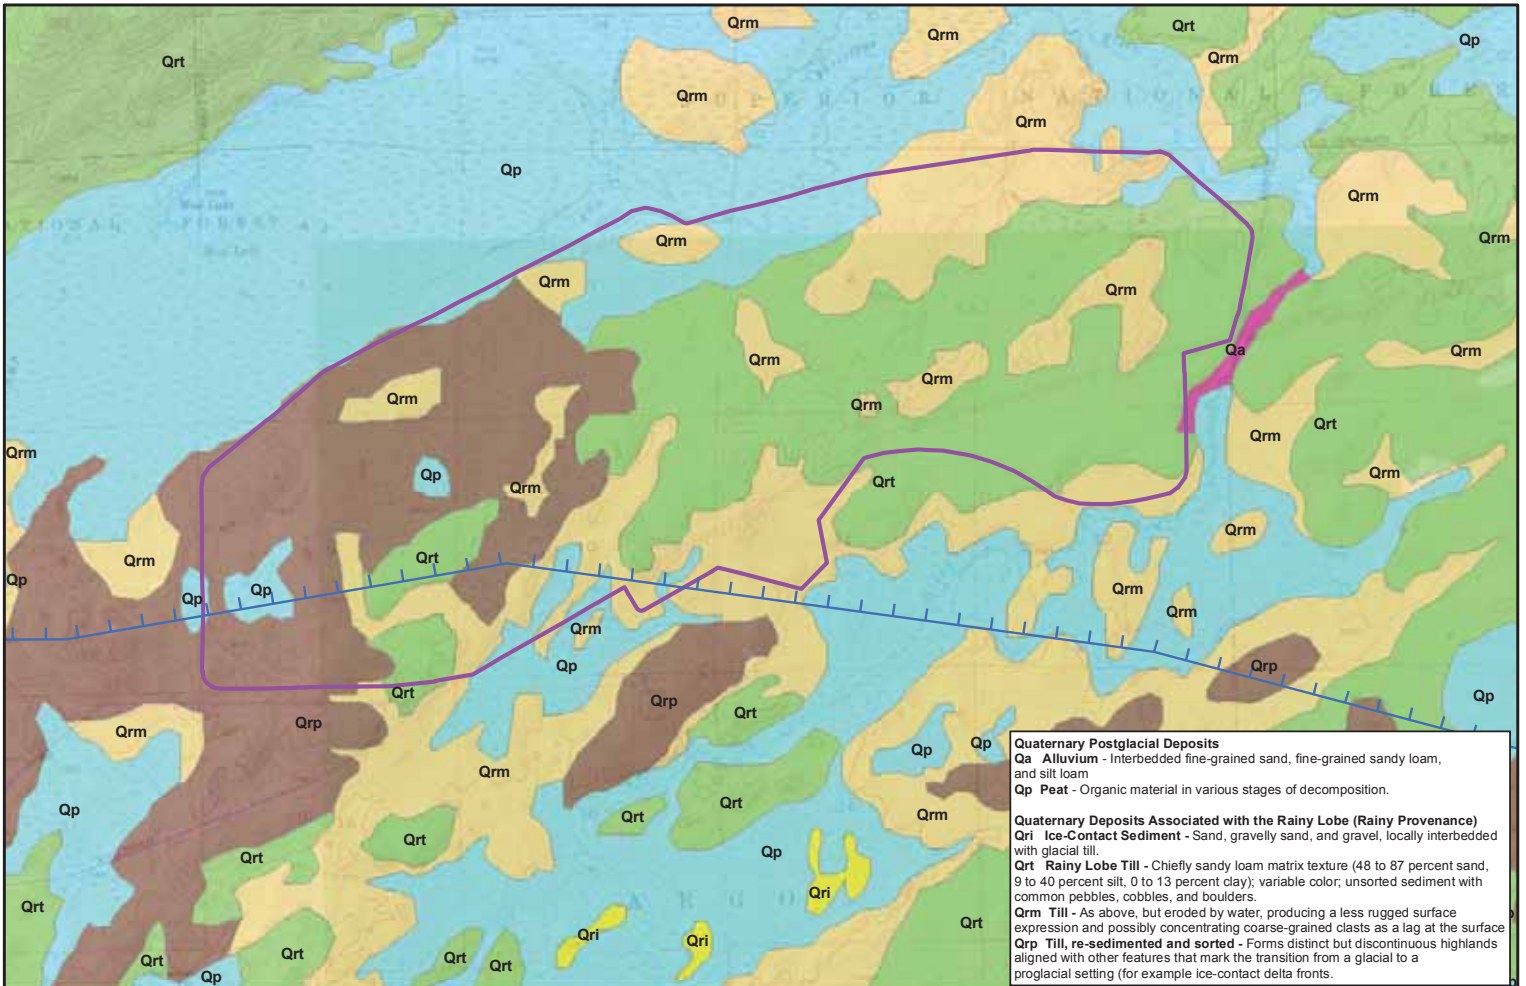 Qrm
Qrt
Qrm
Qp
Qrt
Qrm
Qrm
SUPERIOR NATIONAL FOREST
Qrm
Qp
Qrm
Qrm
Qrm
Qrm
Qrm
Qrm
Qa
Qrm
Qrm
Qrm
Qrm
Qrm
Qrt
Qrm
Qrm
Qp
Qrm
Qrt
Qrm
Qrm
Qrm
Qrt
Qp
Qp
Qp
Qrm
Qrm
Qrm
Qp
Qrp
Qrt
Qrp
Qp
Qrt
Qrp
Qrm
Qp
Qp
Qrm
Qrt
Qp
Qrt
Qrm
Qrt
Qrt
Qp
Qri
Qrt
Qrt
Qri
Qri
Qrt
Qrt
Qrt
Qrt
Qp
Quaternary Postglacial Deposits
Qa Alluvium - Interbedded fine-grained sand, fine-grained sandy loam,
and silt loam
Qp Peat - Organic material in various stages of decomposition.
Quaternary Deposits Associated with the Rainy Lobe (Rainy Provenance)
Qri Ice-Contact Sediment - Sand, gravelly sand, and gravel, locally interbedded
with glacial till.
Qrt Rainy Lobe Till - Chiefly sandy loam matrix texture (48 to 87 percent sand,
9 to 40 percent silt, 0 to 13 percent clay); variable color; unsorted sediment with
common pebbles, cobbles, and boulders.
Qrm Till - As above, but eroded by water, producing a less rugged surface
expression and possibly concentrating coarse-grained clasts as a lag at the surface
Qrp Till, re-sedimented and sorted - Forms distinct but discontinuous highlands
aligned with other features that mark the transition from a glacial to a
proglacial setting (for example ice-contact delta fronts.